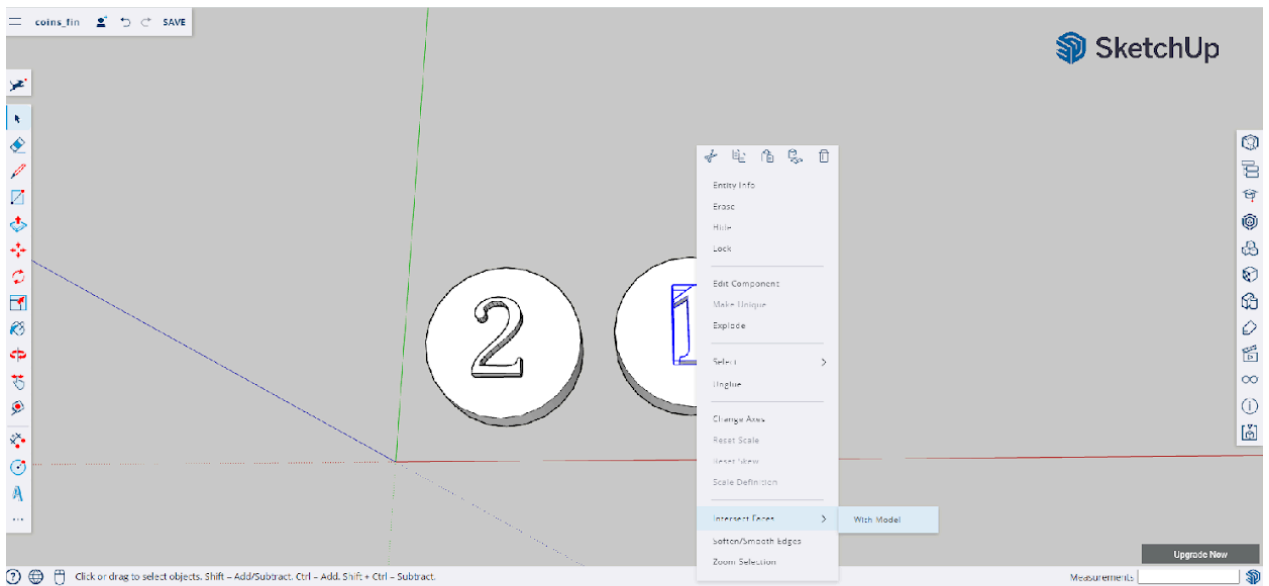 coins_fin SAVE
SketchUp
Entity Info
Erase
Hide
Lock
Edit Component
Make Unique
Explode
Select
Unglue
Change Axes
Reset Scale
Reset Skew
Scale Definition
Intersect Faces
With Model
Soften/Smooth Edges
Zoom Selection
2
1
A
Upgrade Now
Click or drag to select objects. Shift = Add/Subtract. Ctrl = Add. Shift + Ctrl = Subtract.
Measurements